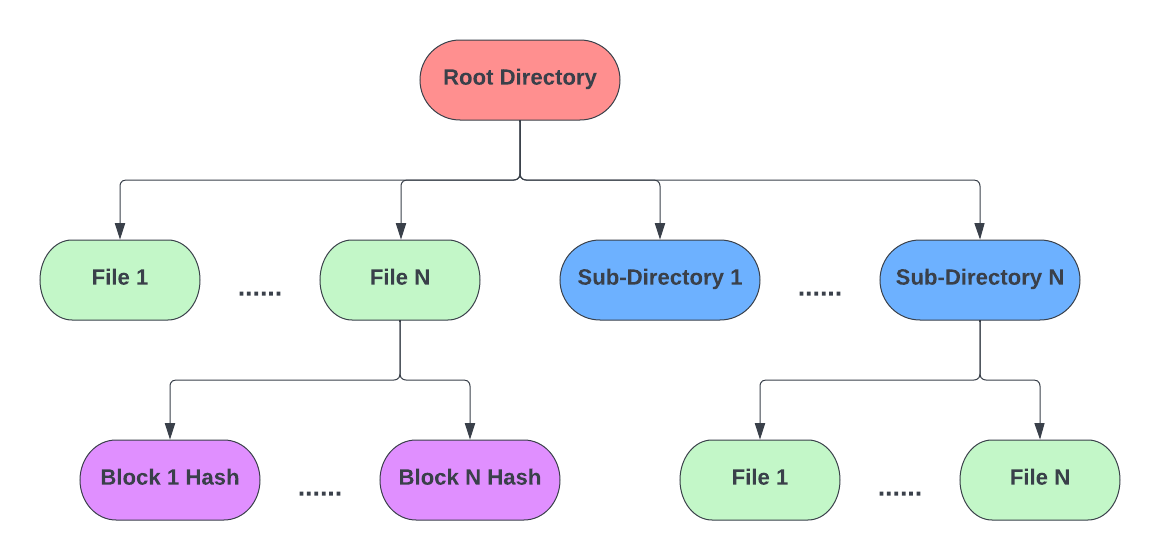 Root Directory
File 1
......
File N
Sub-Directory 1
......
Sub-Directory N
Block 1 Hash
......
Block N Hash
File 1
......
File N